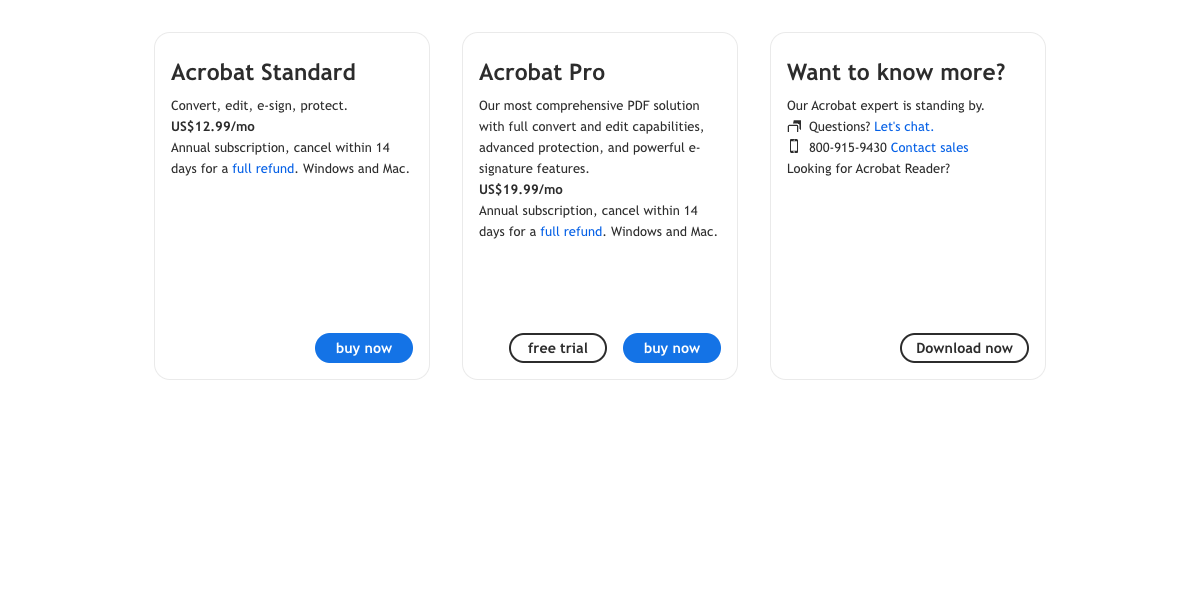 Acrobat Standard
Convert, edit, e-sign, protect.
US$12.99/mo
Annual subscription, cancel within 14
days for a full refund. Windows and Mac.
buy now
Acrobat Pro
Our most comprehensive PDF solution
with full convert and edit capabilities,
advanced protection, and powerful e-
signature features.
US$19.99/mo
Annual subscription, cancel within 14
days for a full refund. Windows and Mac.
free trial
buy now
Want to know more?
Our Acrobat expert is standing by.
Questions? Let's chat.
800-915-9430 Contact sales
Looking for Acrobat Reader?
Download now